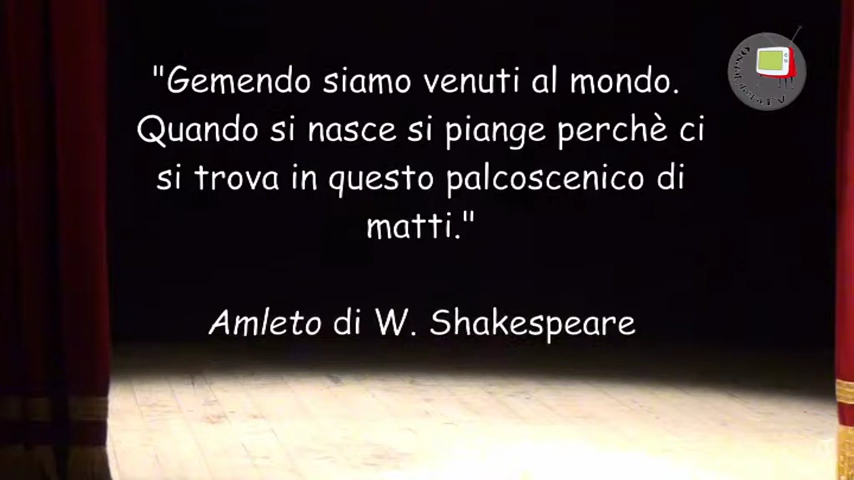 "Gemendo siamo venuti al mondo.
Quando si nasce si piange perchè ci
si trova in questo palcoscenico di
matti."
Amleto di W. Shakespeare